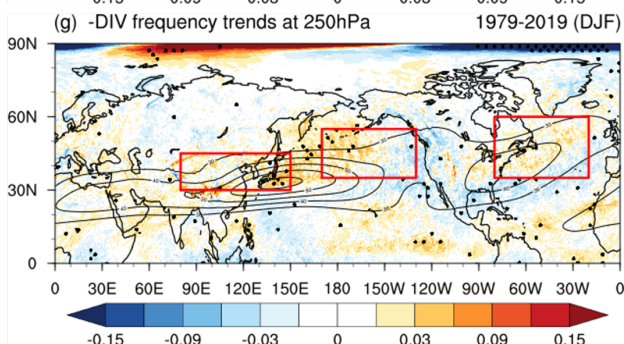 (g) -DIV frequency trends at 250hPa 1979-2019 (DJF)
90N
60N
30N
0
0 30E 60E 90E 120E 150E 180 150W 120W 90W 60W 30W 0
-0.15 -0.09 -0.03 0 0.03 0.09 0.15